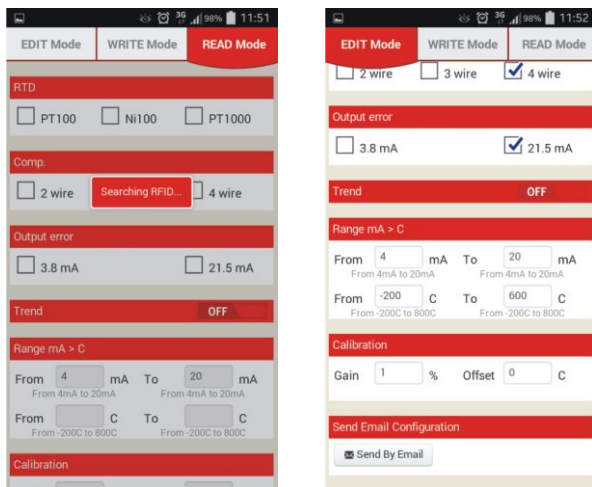 3G 98% 11:51
EDIT Mode WRITE Mode READ Mode
RTD
PT100 Ni100 PT1000
Comp.
2 wire Searching RFID... 4 wire
Output error
3.8 mA 21.5 mA
Trend OFF
Range mA > C
From 4 mA To 20 mA
From 4mA to 20mA From 4mA to 20mA
From C To C
From -200C to 800C From -200C to 800C
Calibration
3G 98% 11:52
EDIT Mode WRITE Mode READ Mode
2 wire 3 wire 4 wire
Output error
3.8 mA 21.5 mA
Trend OFF
Range mA > C
From 4 mA To 20 mA
From 4mA to 20mA From 4mA to 20mA
From -200 C To 600 C
From -200C to 800C From -200C to 800C
Calibration
Gain 1 % Offset 0 C
Send Email Configuration
Send By Email